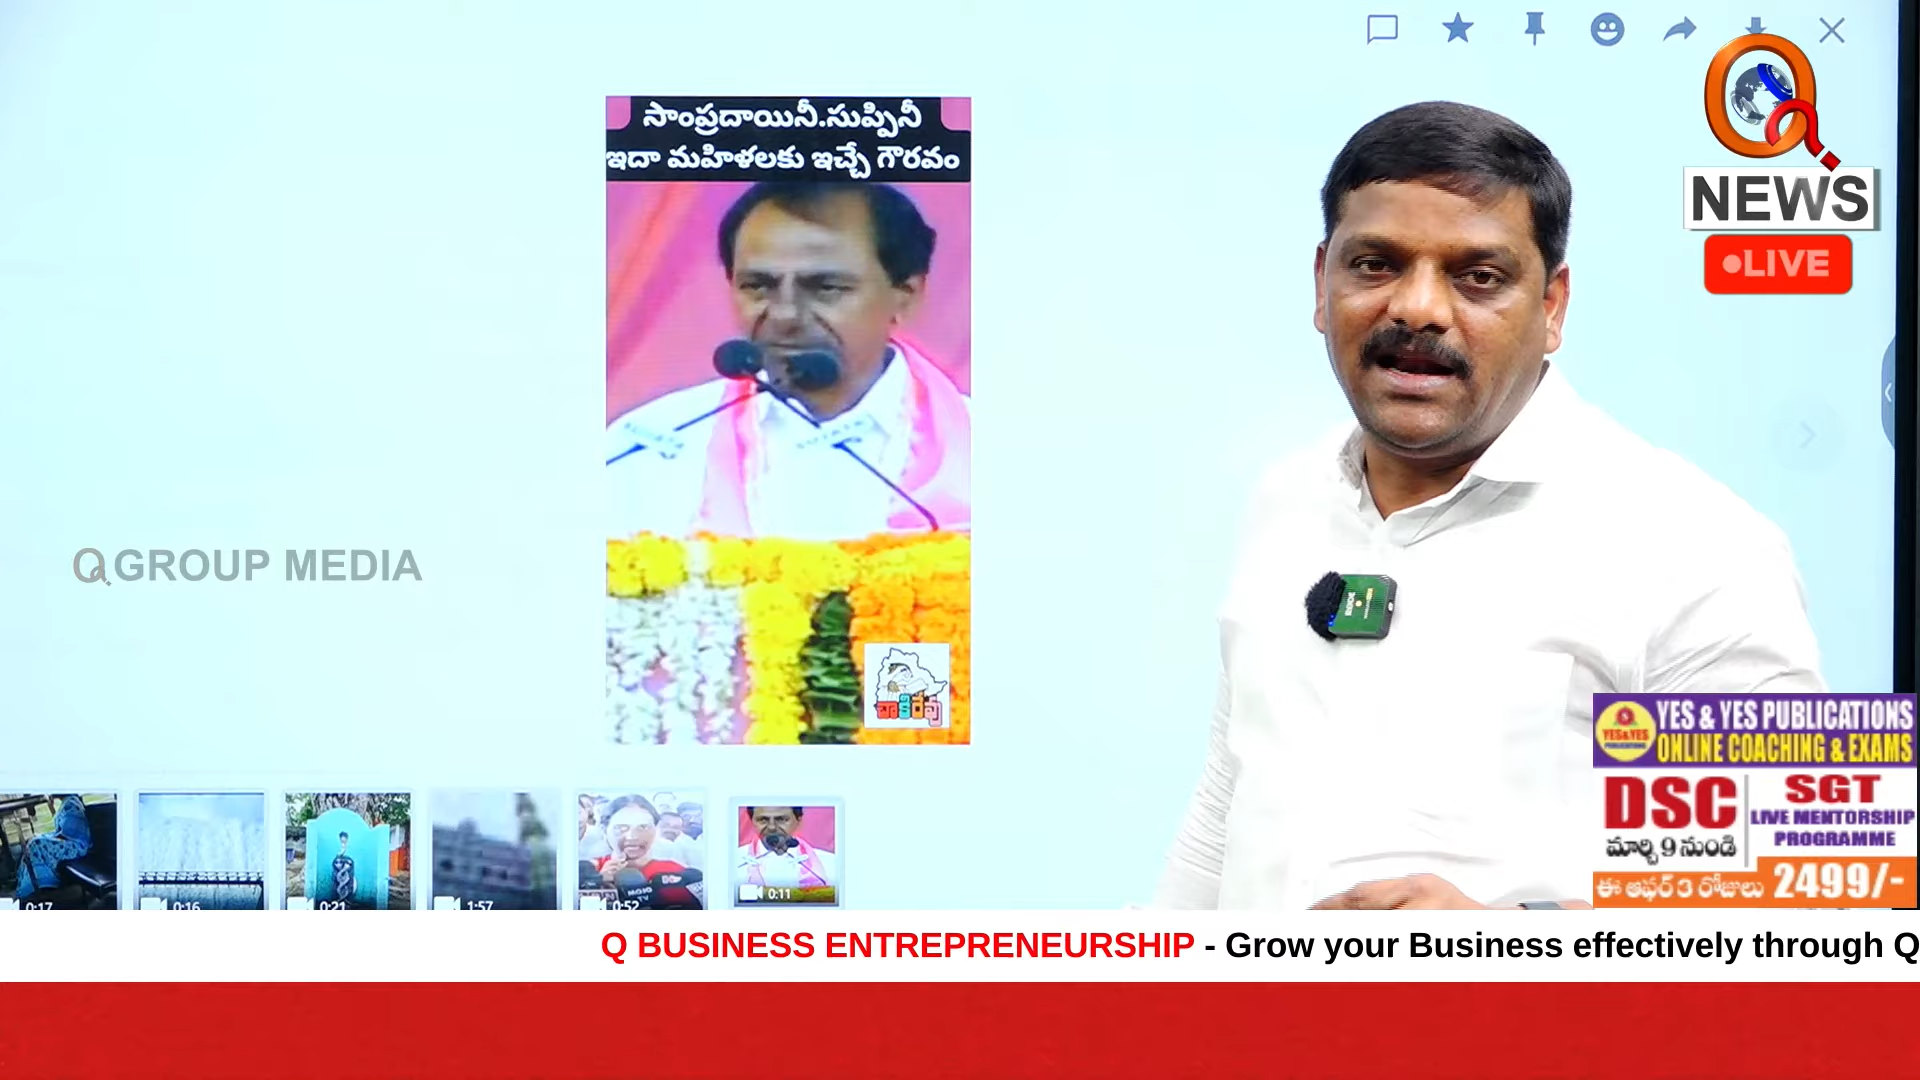 సాంప్రదాయినీ.సుప్పినీ
ఇదా మహిళలకు ఇచ్చే గౌరవం
NEWS
LIVE
Q GROUP MEDIA
చాకిరేవు
YES & YES PUBLICATIONS
ONLINE COACHING & EXAMS
YES&YES
DSC
మార్చి 9 నుండి
SGT
LIVE MENTORSHIP
PROGRAMME
ఈ ఆఫర్ 3 రోజులు 2499/-
0:17
0:16
0:21
1:57
0:52
0:11
Q BUSINESS ENTREPRENEURSHIP - Grow your Business effectively through Q